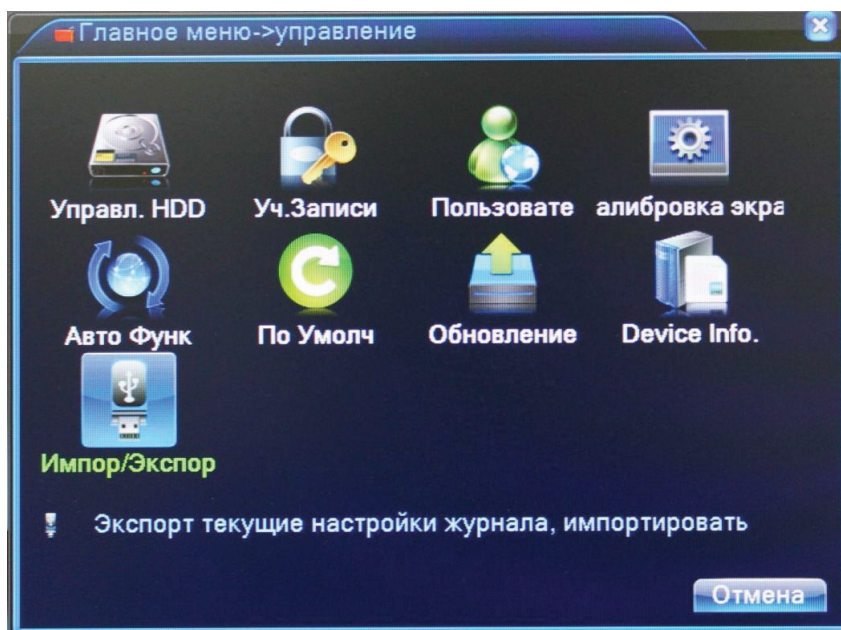 Главное меню->управление
Управл. HDD Уч.Записи Пользовате алибровка экра
Авто Функ По Умолч Обновление Device Info.
Импор/Экспор
Экспорт текущие настройки журнала, импортировать
Отмена